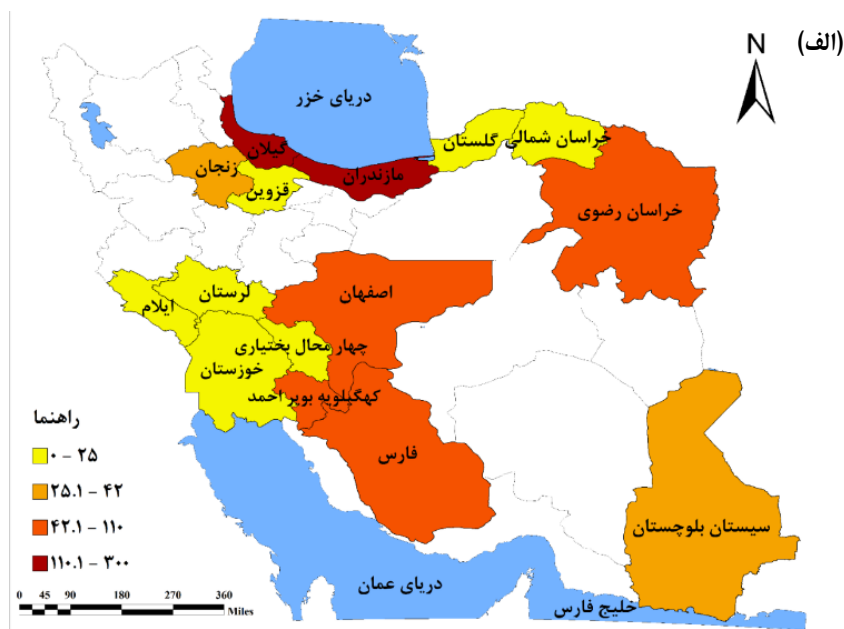 (الف)
N
دریای خزر
گیلان
مازندران
گلستان
خراسان شمالی
زنجان
قزوین
خراسان رضوی
لرستان
ایلام
اصفهان
چهار محال بختیاری
خوزستان
کهگیلویه بویر احمد
فارس
سیستان بلوچستان
دریای عمان
خلیج فارس
راهنما
۰ - ۲۵
۲۵.۱ - ۴۲
۴۲.۱ - ۱۱۰
۱۱۰.۱ - ۳۰۰
0 45 90 180 270 360
Miles